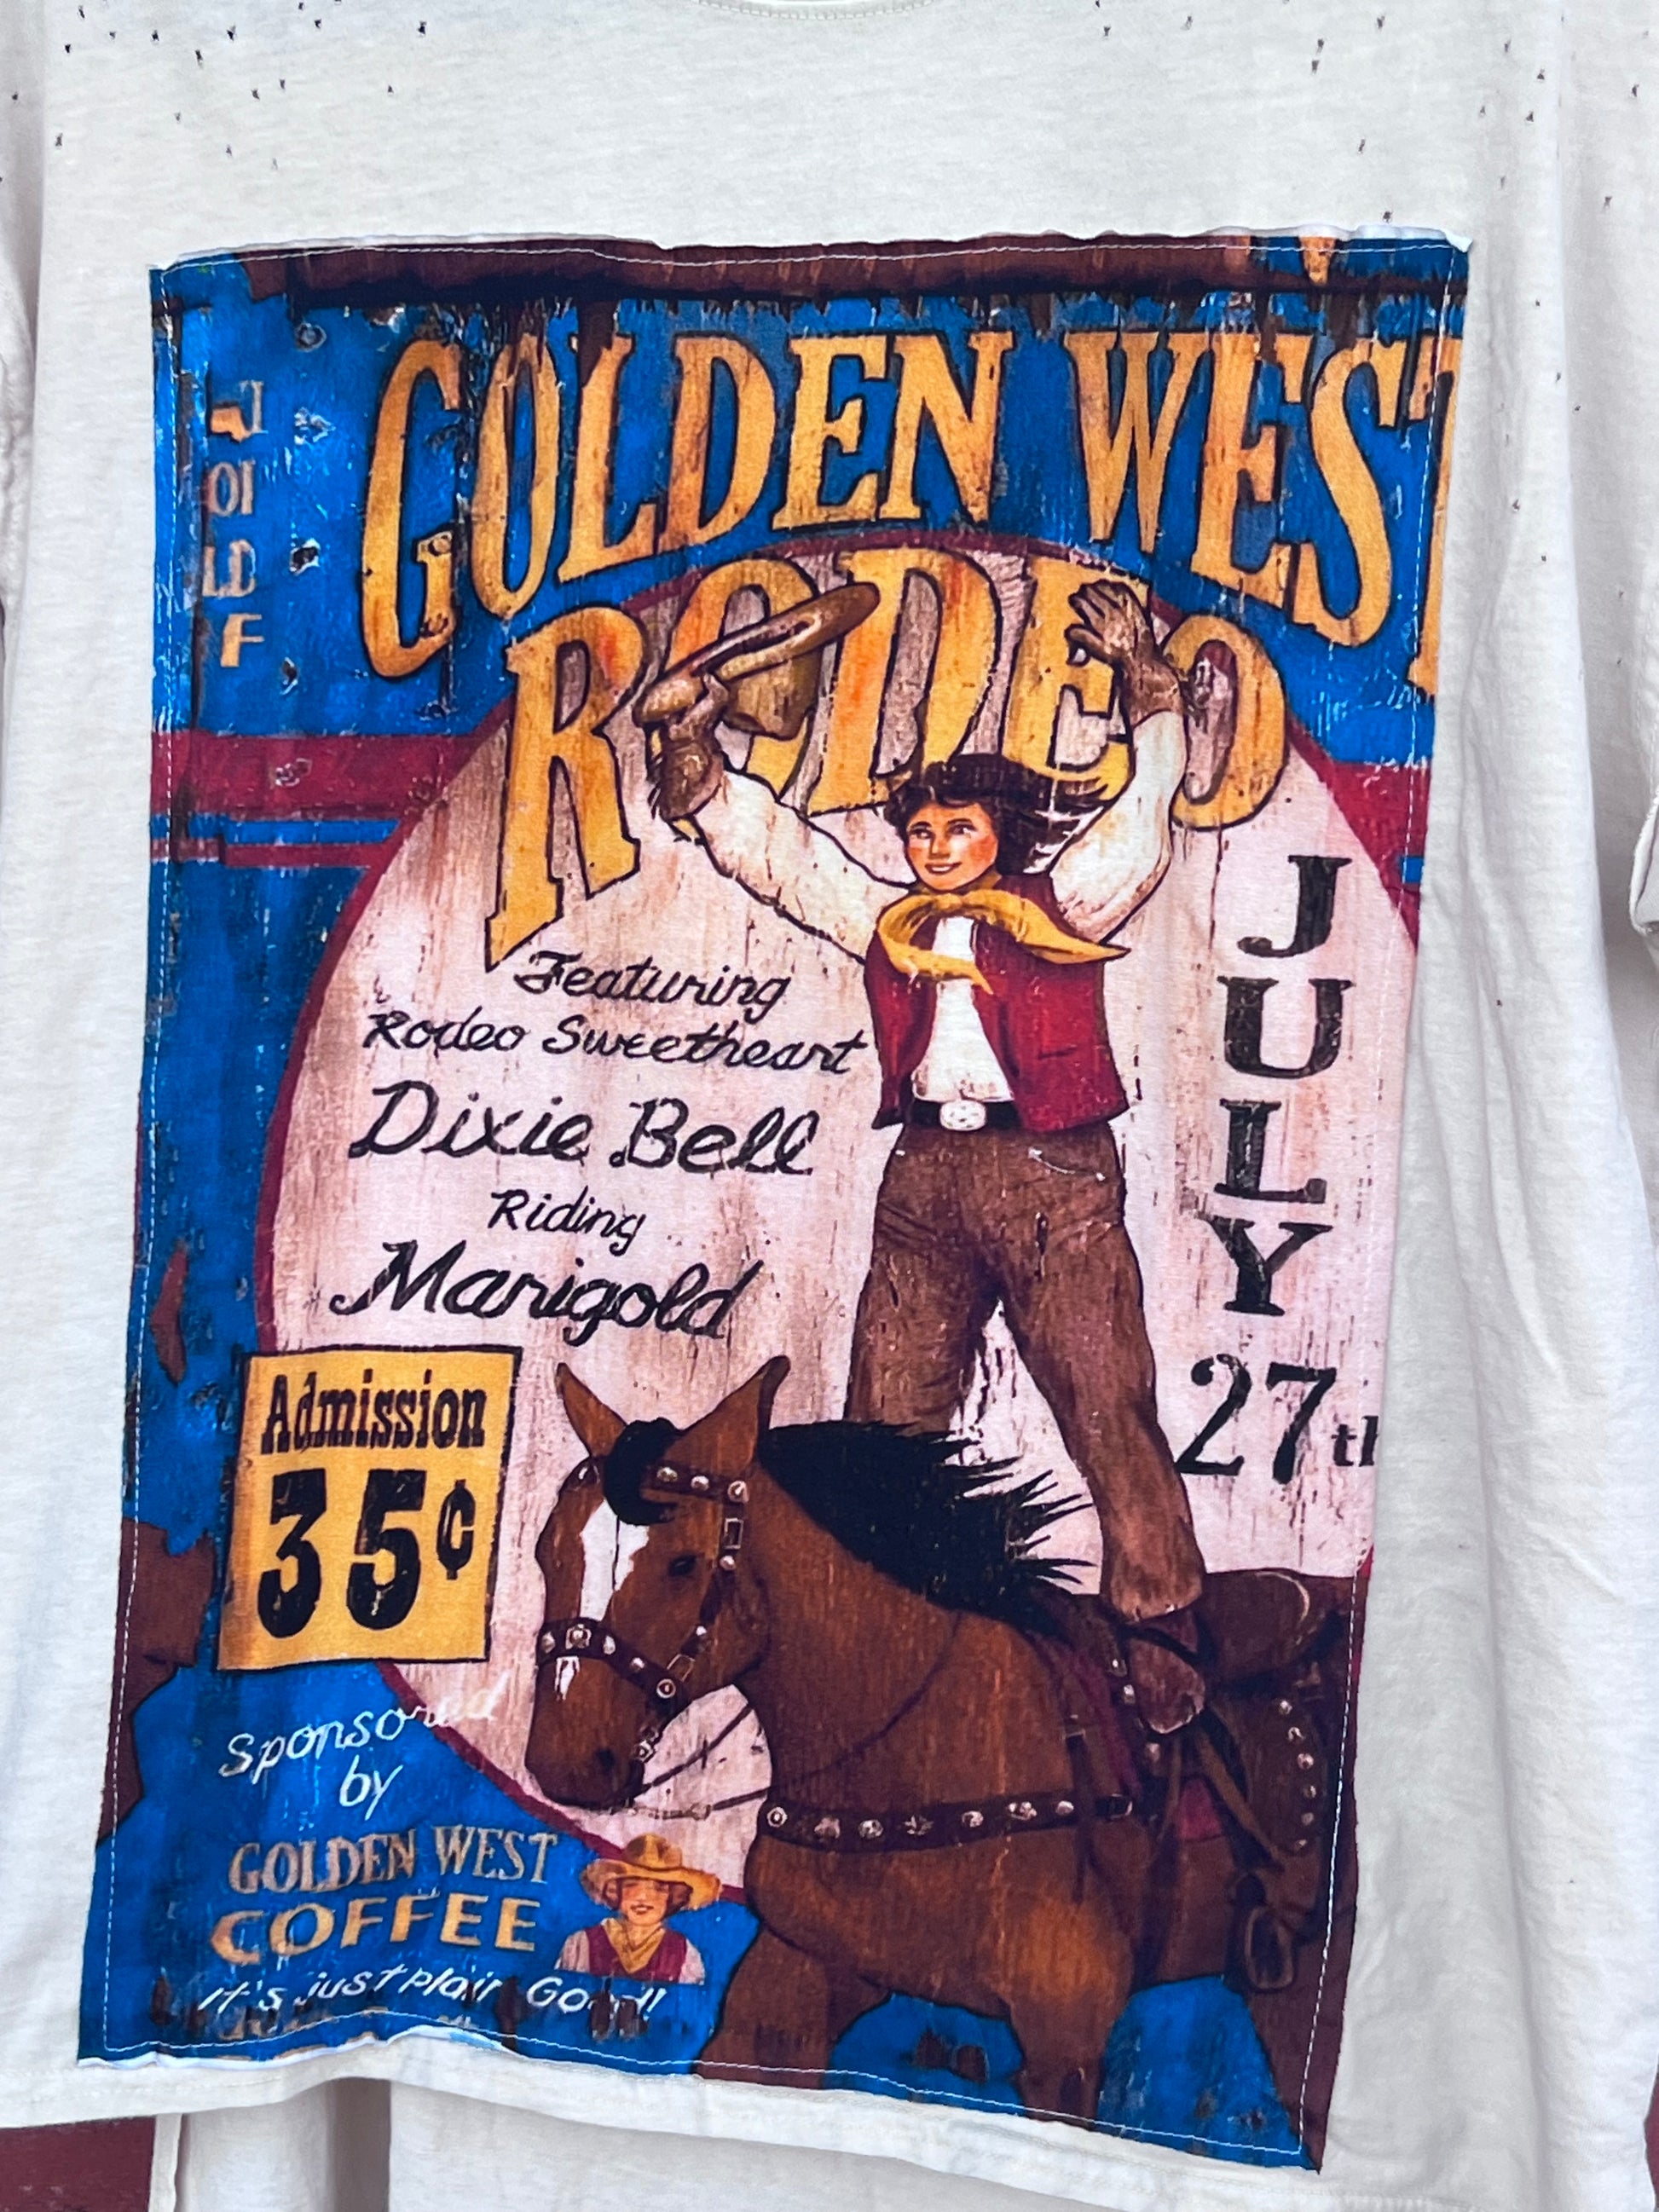 GOLDEN WEST
RODEO
Featuring
Rodeo Sweetheart
Dixie Bell
Riding
Marigold
JULY
27th
Admission
35¢
Sponsored
by
GOLDEN WEST
COFFEE
It's just plain Good!